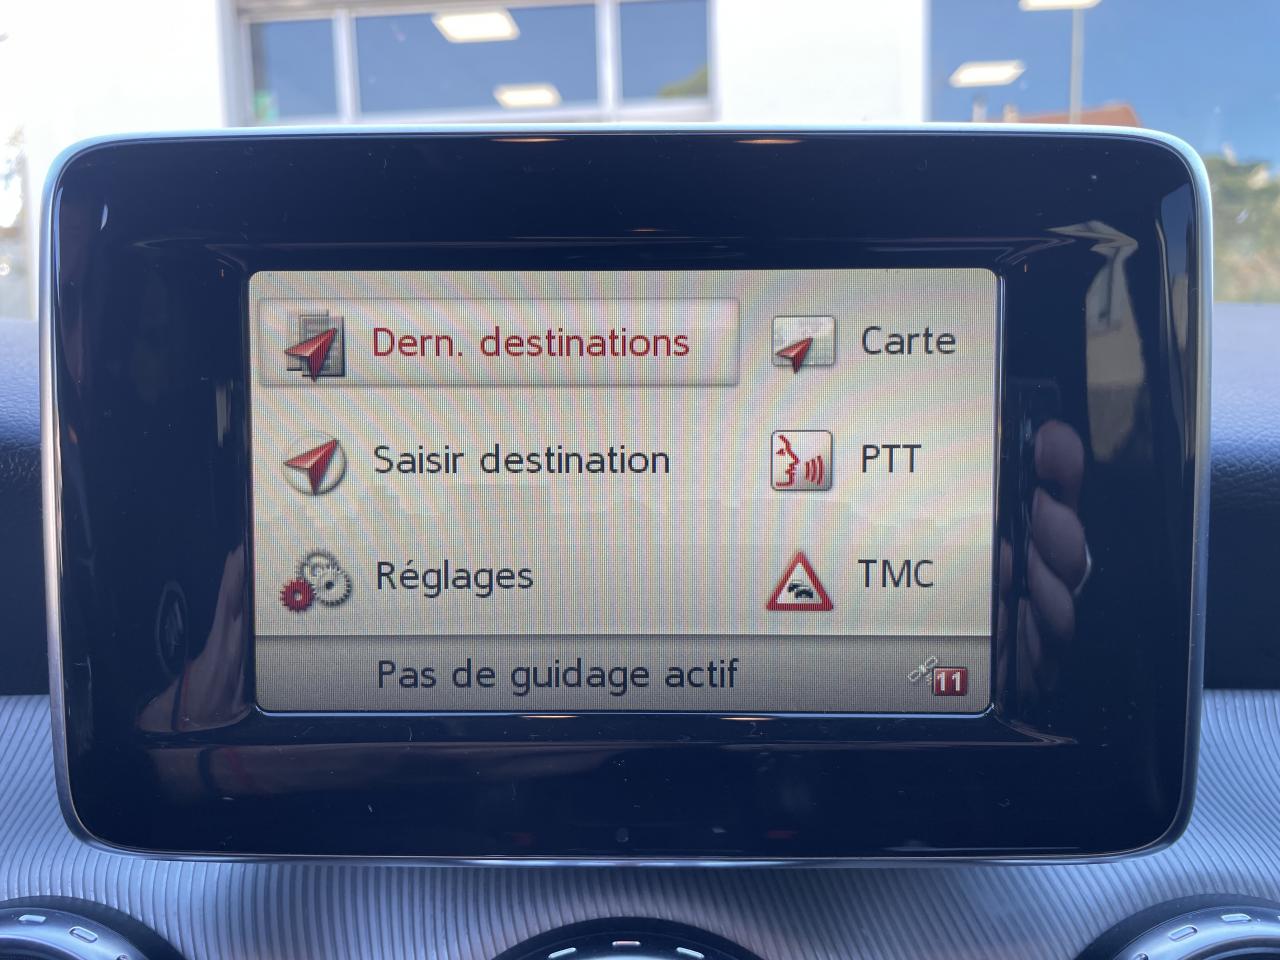 Dern. destinations
Carte
Saisir destination
PTT
Réglages
TMC
Pas de guidage actif
11